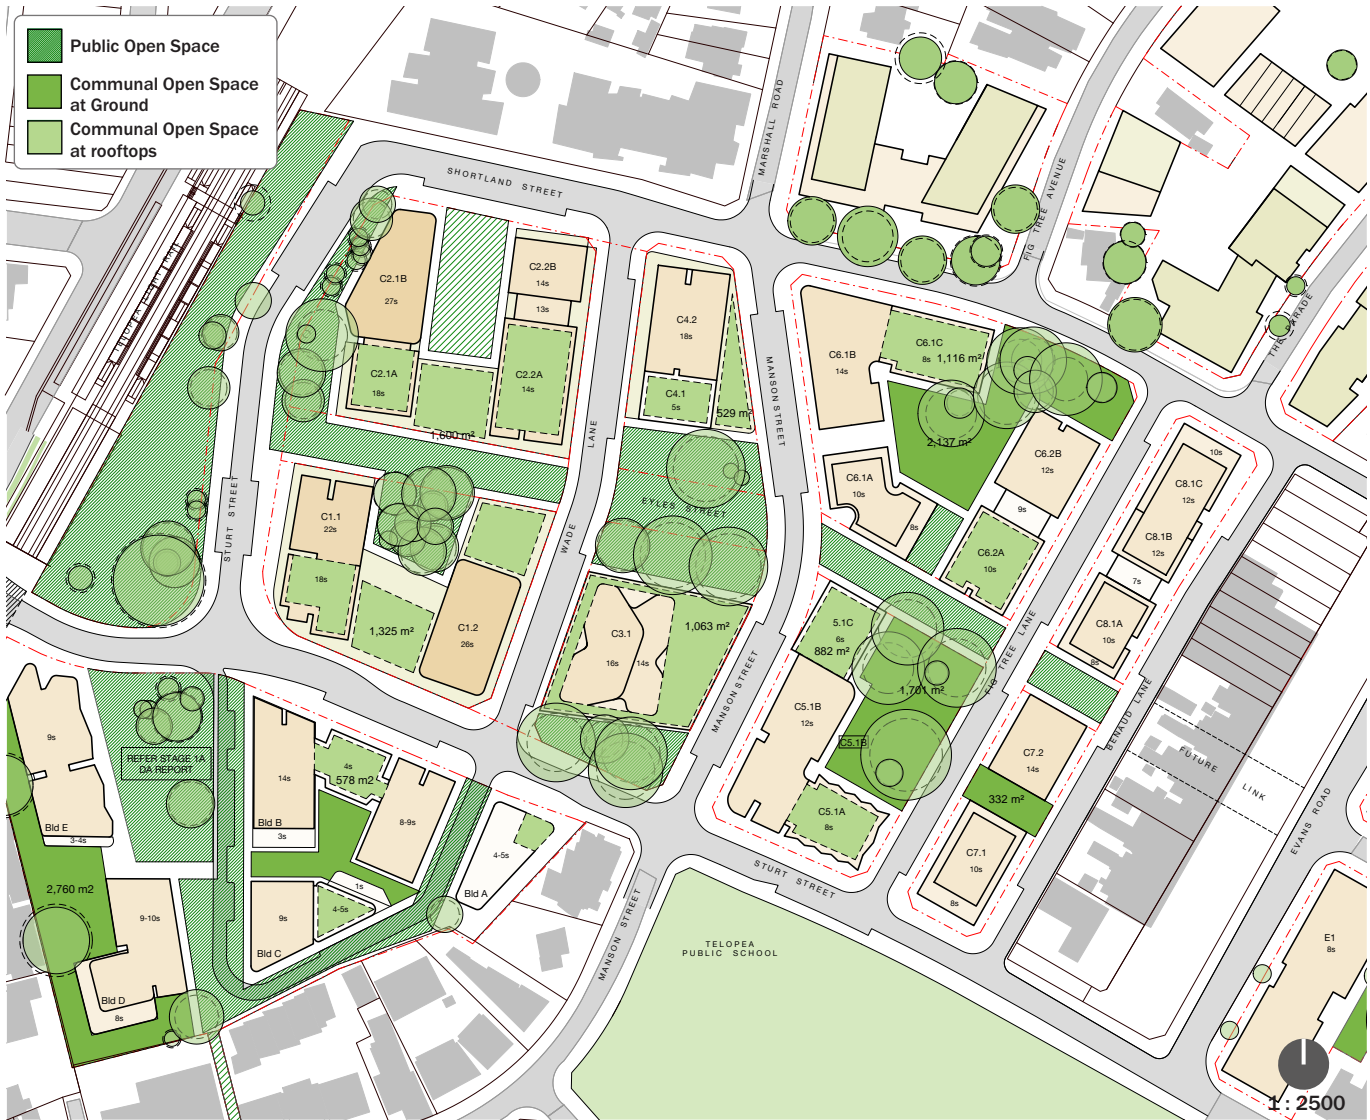 Public Open Space
Communal Open Space
at Ground
Communal Open Space
at rooftops
TELOPEA LIGHT RAIL
SHORTLAND STREET
MARSHALL ROAD
FIG TREE AVENUE
TREE PARADE
C2.1B
27s
C2.2B
14s
13s
C2.1A
18s
C2.2A
14s
1,600 m²
C4.2
18s
C4.1
5s
529 m²
MANSON STREET
C6.1B
14s
C6.1C
8s 1,116 m²
2,137 m²
C6.2B
12s
9s
C6.1A
10s
8s
C6.2A
10s
10s
C8.1C
12s
C8.1B
12s
7s
C8.1A
10s
8s
STURT STREET
WADE LANE
EYLES STREET
C1.1
22s
18s
1,325 m²
C1.2
26s
C3.1
16s
14s
1,063 m²
MANSON STREET
5.1C
6s
882 m²
1,701 m²
C5.1B
12s
C5.1B
C5.1A
8s
FIG TREE LANE
BENAUD LANE
C7.2
14s
332 m²
C7.1
10s
8s
FUTURE
LINK
EVANS ROAD
STURT STREET
9s
Bld E
3-4s
REFER STAGE 1A
DA REPORT
14s
Bld B
3s
4s
578 m2
8-9s
4-5s
Bld A
1s
4-5s
9s
Bld C
2,760 m2
9-10s
Bld D
8s
MANSON STREET
TELOPEA
PUBLIC SCHOOL
E1
8s
1 : 2500